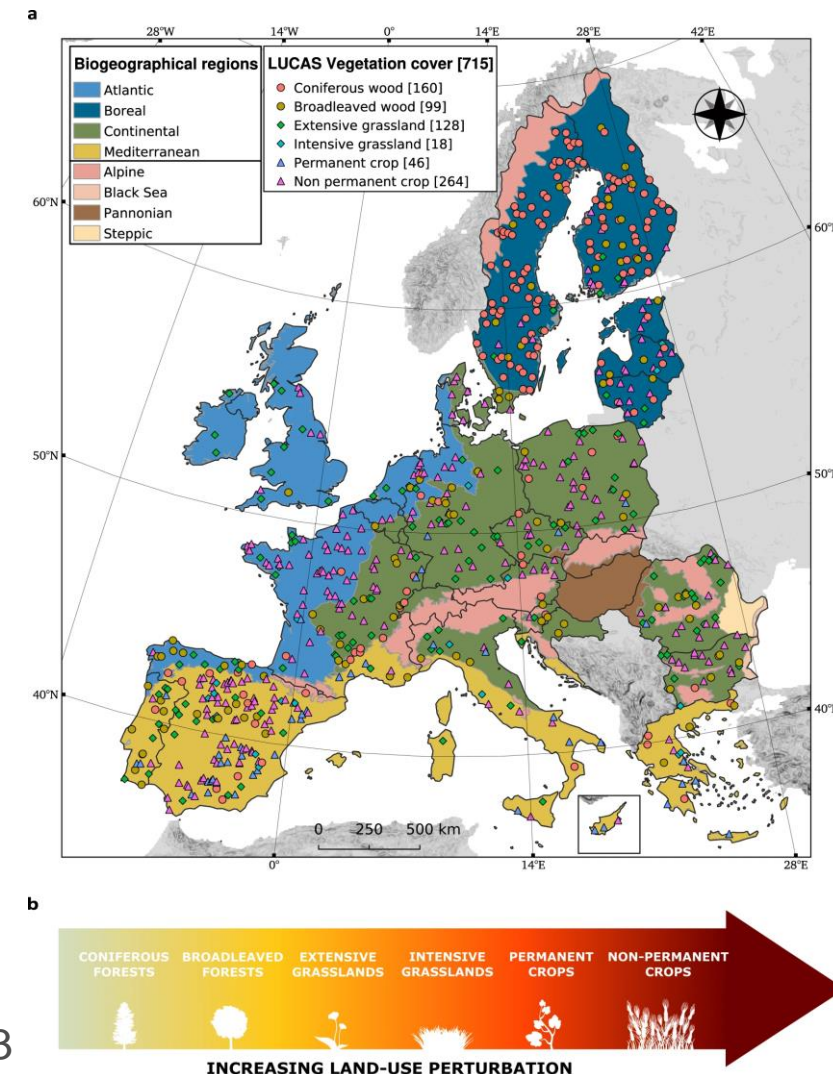 a
28°W
14°W
0°
14°E
28°E
42°E
Biogeographical regions
Atlantic
Boreal
Continental
Mediterranean
Alpine
Black Sea
Pannonian
Steppic
LUCAS Vegetation cover [715]
Coniferous wood [160]
Broadleaved wood [99]
Extensive grassland [128]
Intensive grassland [18]
Permanent crop [46]
Non permanent crop [264]
60°N
60°N
50°N
50°N
40°N
40°N
0 250 500 km
0°
14°E
28°E
b
CONIFEROUS FORESTS
BROADLEAVED FORESTS
EXTENSIVE GRASSLANDS
INTENSIVE GRASSLANDS
PERMANENT CROPS
NON-PERMANENT CROPS
INCREASING LAND-USE PERTURBATION